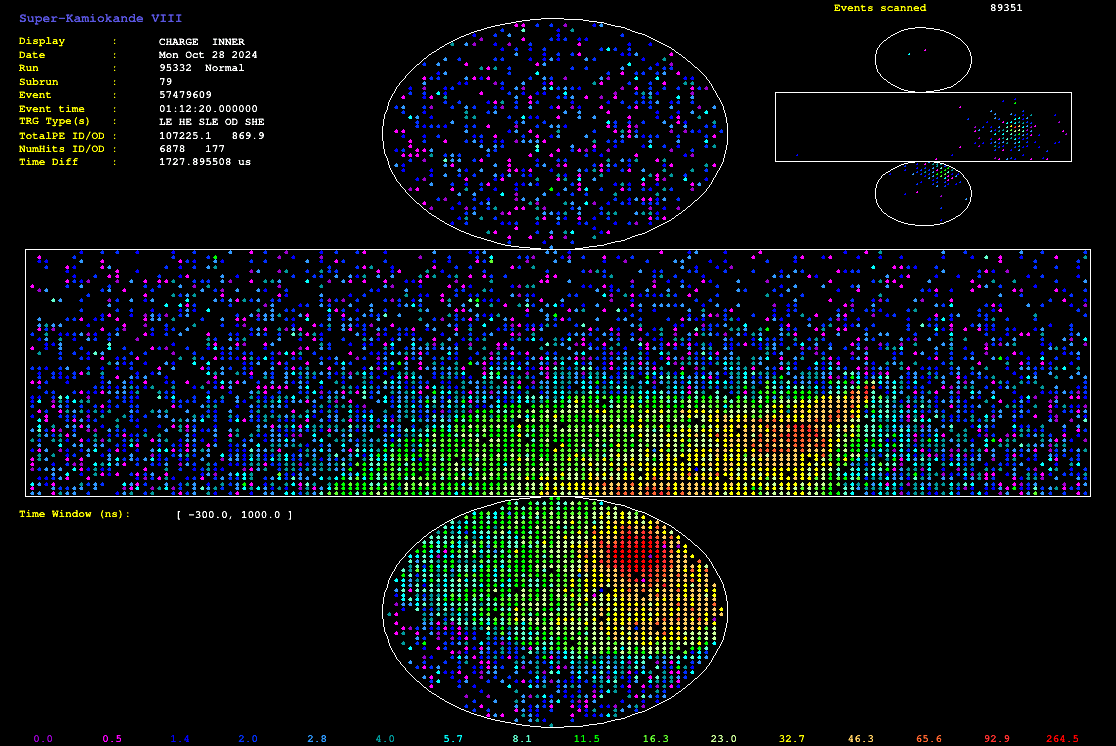 Super-Kamiokande VIII
Events scanned 89351
Display : CHARGE INNER
Date : Mon Oct 28 2024
Run : 95332 Normal
Subrun : 79
Event : 57479609
Event time : 01:12:20.000000
TRG Type(s) : LE HE SLE OD SHE
TotalPE ID/OD : 107225.1 869.9
NumHits ID/OD : 6878 177
Time Diff : 1727.895508 us
Time Window (ns): [ -300.0, 1000.0 ]
0.0 0.5 1.4 2.0 2.8 4.0 5.7 8.1 11.5 16.3 23.0 32.7 46.3 65.6 92.9 264.5